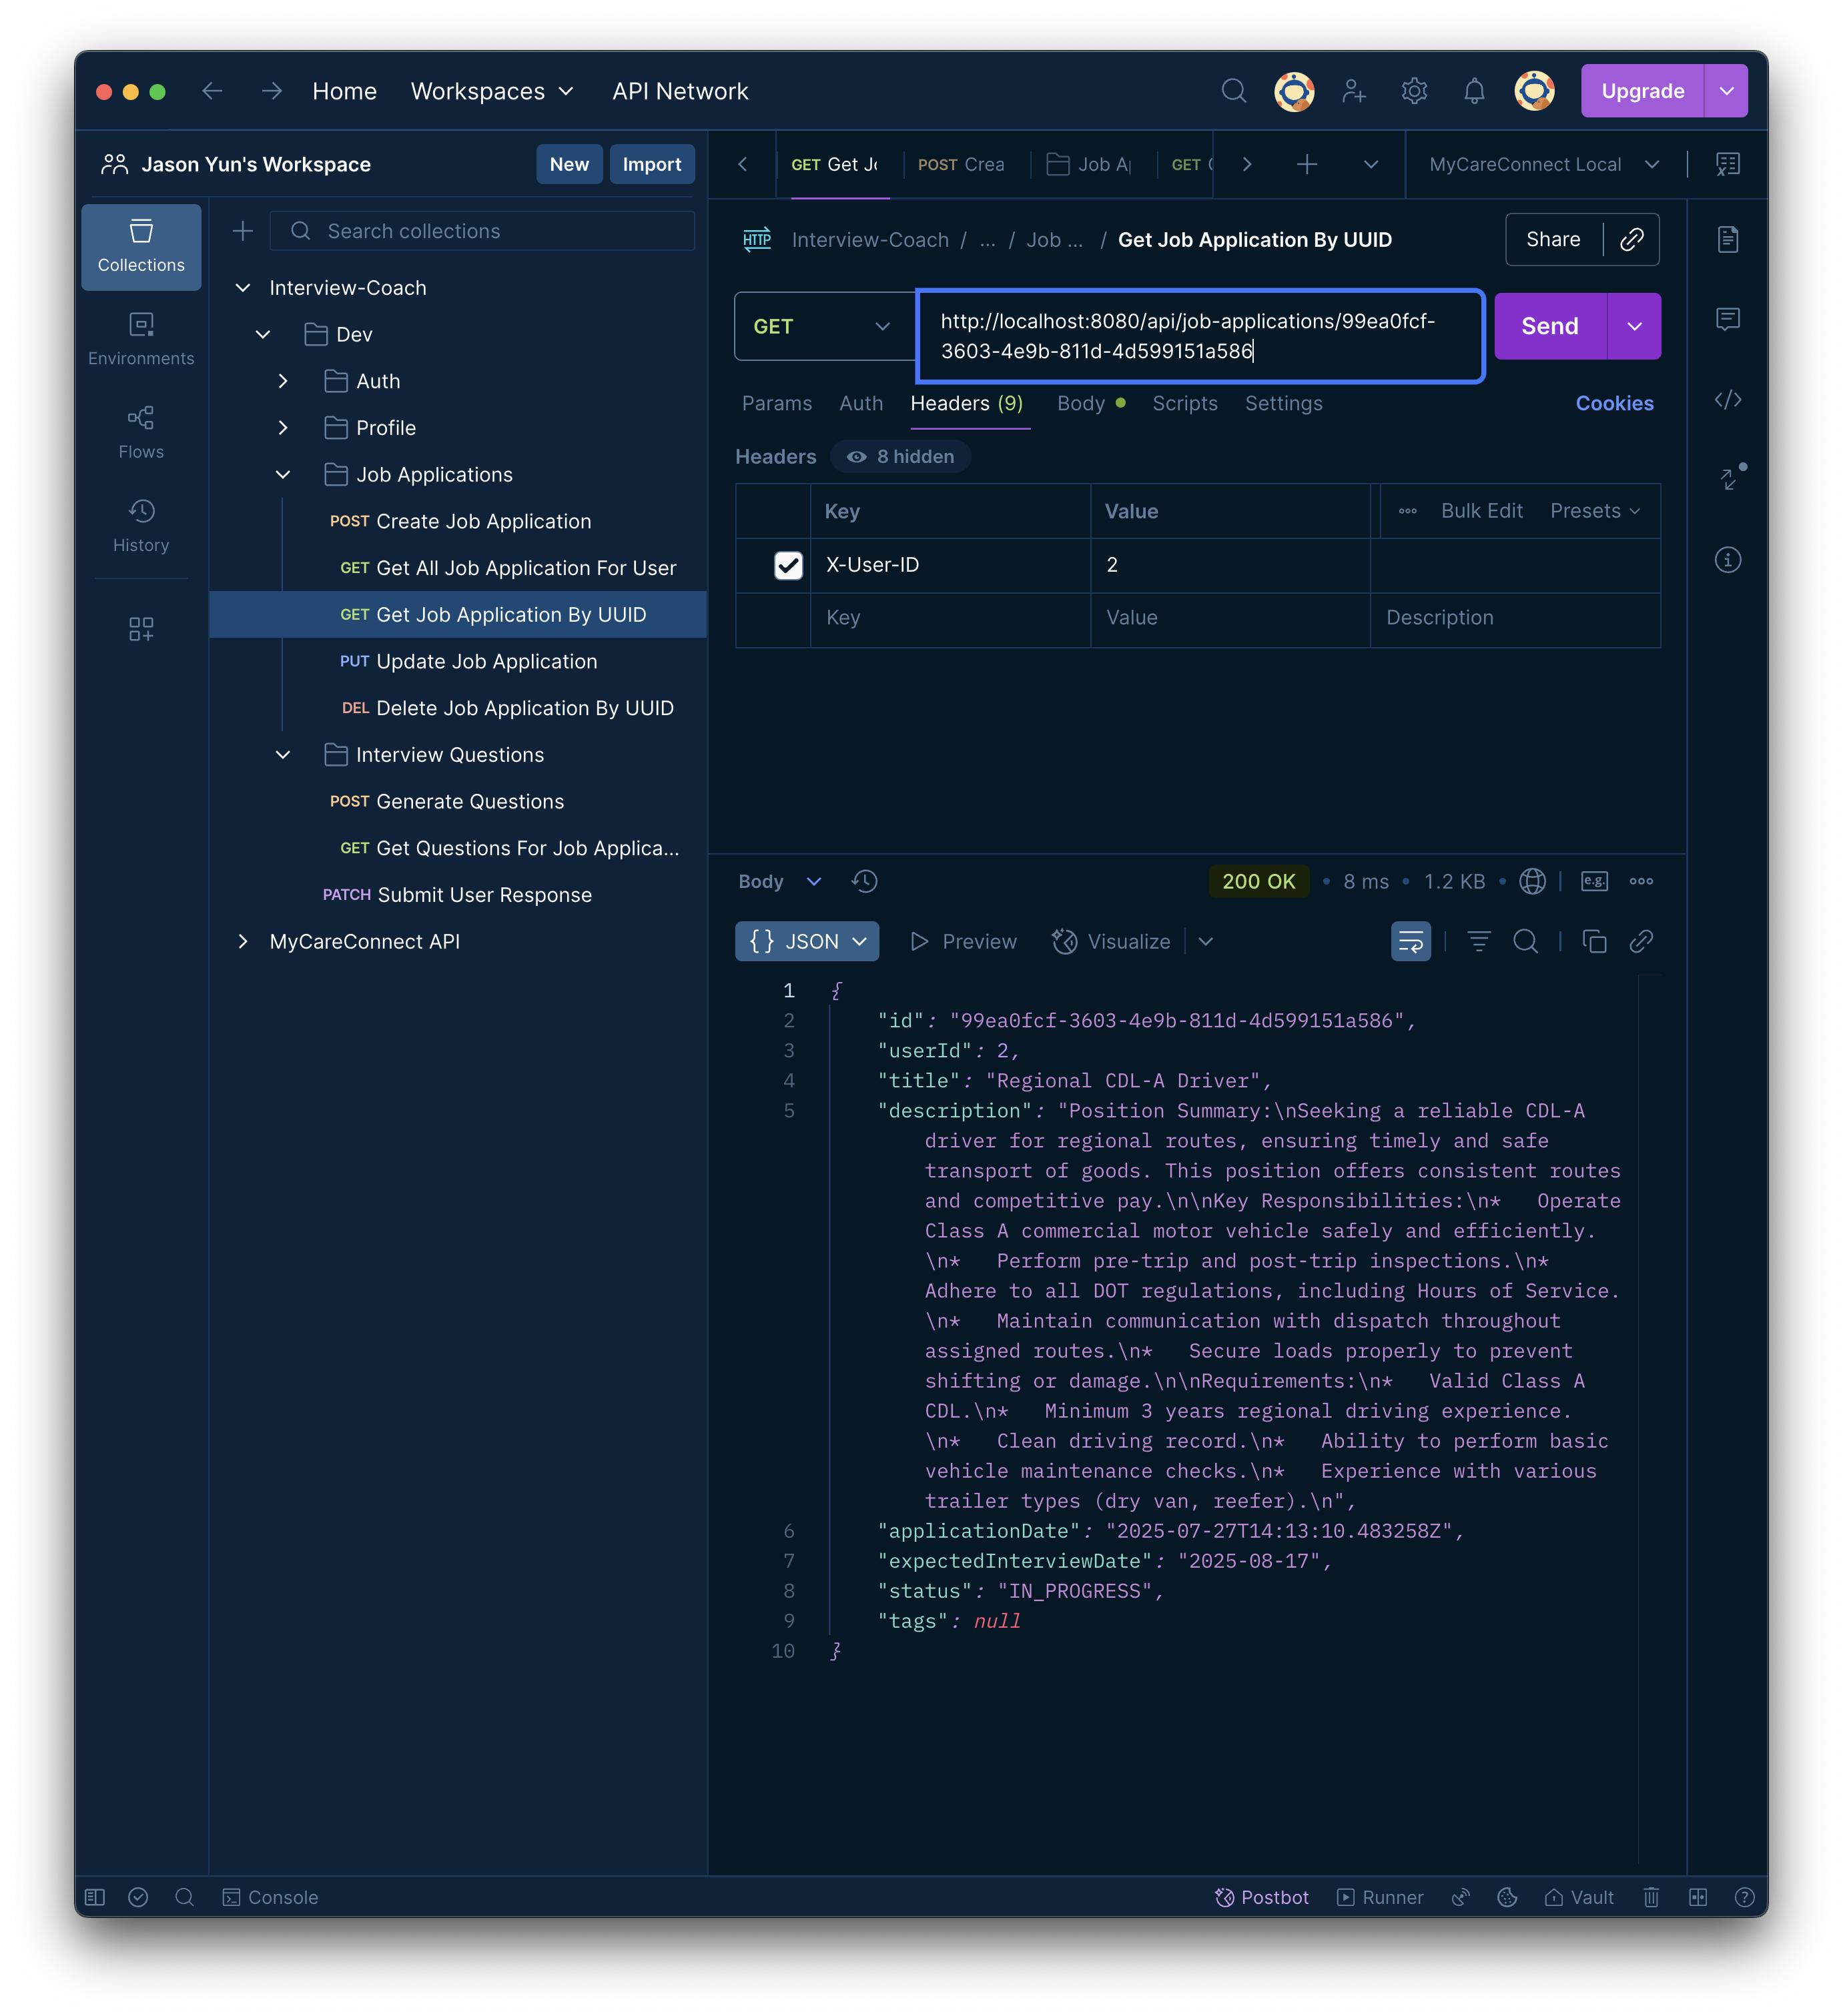 Home
Workspaces
API Network
Upgrade
Jason Yun's Workspace
New
Import
GET Get Jo
POST Crea
Job A
GET
MyCareConnect Local
Collections
Environments
Flows
History
Search collections
Interview-Coach
Dev
Auth
Profile
Job Applications
POST Create Job Application
GET Get All Job Application For User
GET Get Job Application By UUID
PUT Update Job Application
DEL Delete Job Application By UUID
Interview Questions
POST Generate Questions
GET Get Questions For Job Applica...
PATCH Submit User Response
MyCareConnect API
HTTP Interview-Coach / ... / Job ... / Get Job Application By UUID
Share
GET
http://localhost:8080/api/job-applications/99ea0fcf-
3603-4e9b-811d-4d599151a586
Send
Params Auth Headers (9) Body Scripts Settings Cookies
Headers 8 hidden
Key Value Bulk Edit Presets
X-User-ID 2
Key Value Description
Body 200 OK • 8 ms • 1.2 KB • e.g.
{} JSON Preview Visualize
1 {
2 "id": "99ea0fcf-3603-4e9b-811d-4d599151a586",
3 "userId": 2,
4 "title": "Regional CDL-A Driver",
5 "description": "Position Summary:\nSeeking a reliable CDL-A
driver for regional routes, ensuring timely and safe
transport of goods. This position offers consistent routes
and competitive pay.\n\nKey Responsibilities:\n*   Operate
Class A commercial motor vehicle safely and efficiently.
\n*   Perform pre-trip and post-trip inspections.\n*
Adhere to all DOT regulations, including Hours of Service.
\n*   Maintain communication with dispatch throughout
assigned routes.\n*   Secure loads properly to prevent
shifting or damage.\n\nRequirements:\n*   Valid Class A
CDL.\n*   Minimum 3 years regional driving experience.
\n*   Clean driving record.\n*   Ability to perform basic
vehicle maintenance checks.\n*   Experience with various
trailer types (dry van, reefer).\n",
6 "applicationDate": "2025-07-27T14:13:10.483258Z",
7 "expectedInterviewDate": "2025-08-17",
8 "status": "IN_PROGRESS",
9 "tags": null
10 }
Console
Postbot
Runner
Vault